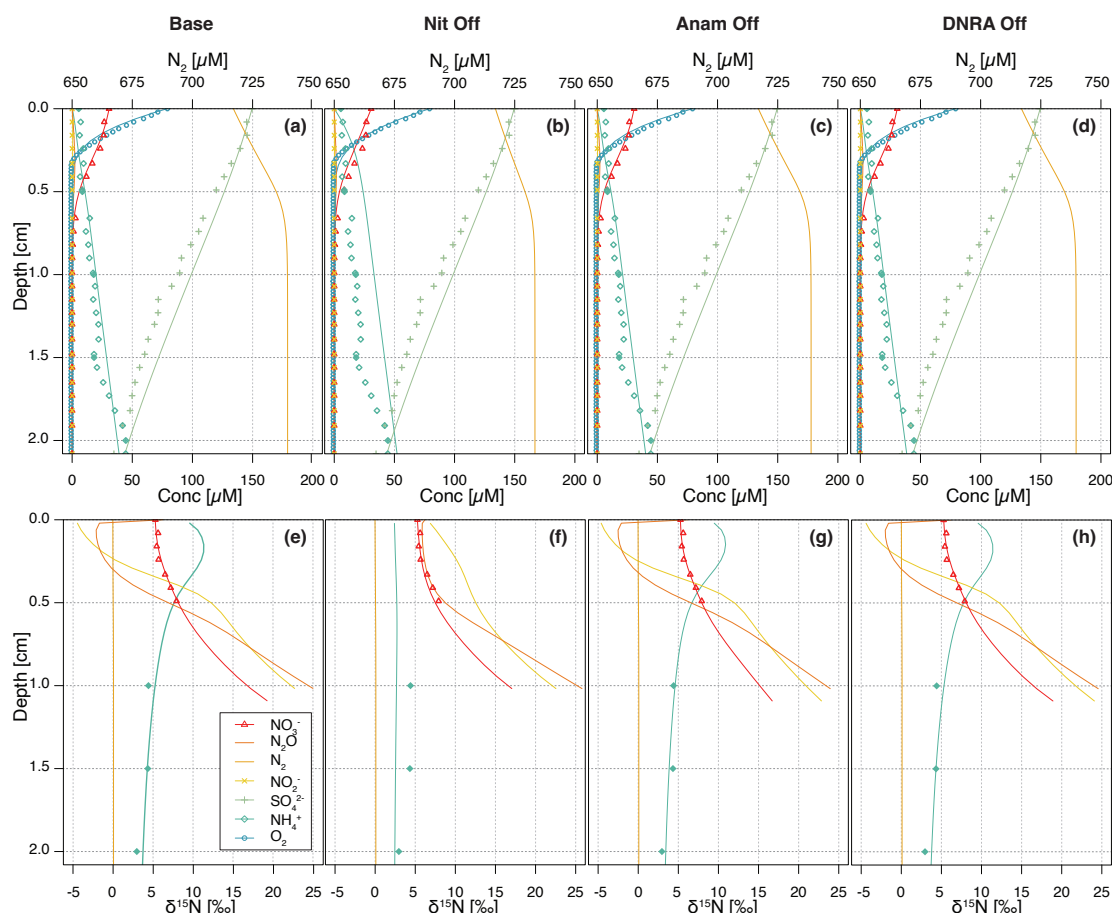 Base Nit Off Anam Off DNRA Off
N₂ [µM] N₂ [µM] N₂ [µM] N₂ [µM]
650 675 700 725 750 650 675 700 725 750 650 675 700 725 750 650 675 700 725 750
(a) (b) (c) (d)
Depth [cm]
0.0
0.5
1.0
1.5
2.0
0 50 100 150 200 0 50 100 150 200 0 50 100 150 200 0 50 100 150 200
Conc [µM] Conc [µM] Conc [µM] Conc [µM]
(e) (f) (g) (h)
Depth [cm]
0.0
0.5
1.0
1.5
2.0
NO₃⁻
N₂O
N₂
NO₂⁻
SO₄²⁻
NH₄⁺
O₂
-5 0 5 10 15 20 25 -5 0 5 10 15 20 25 -5 0 5 10 15 20 25 -5 0 5 10 15 20 25
δ¹⁵N [‰] δ¹⁵N [‰] δ¹⁵N [‰] δ¹⁵N [‰]